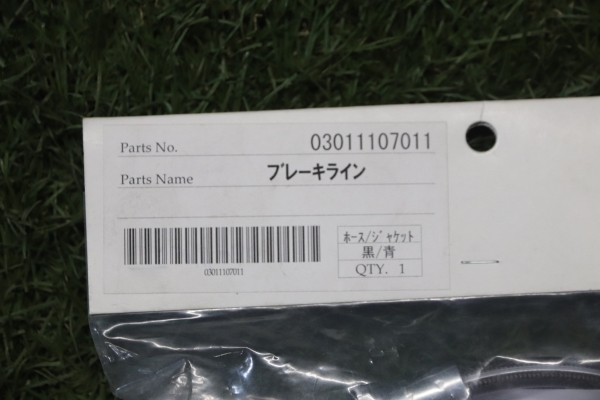 Parts No. 03011107011
Parts Name ブレーキライン
ホース/ジャケット
黒/青
QTY. 1
03011107011